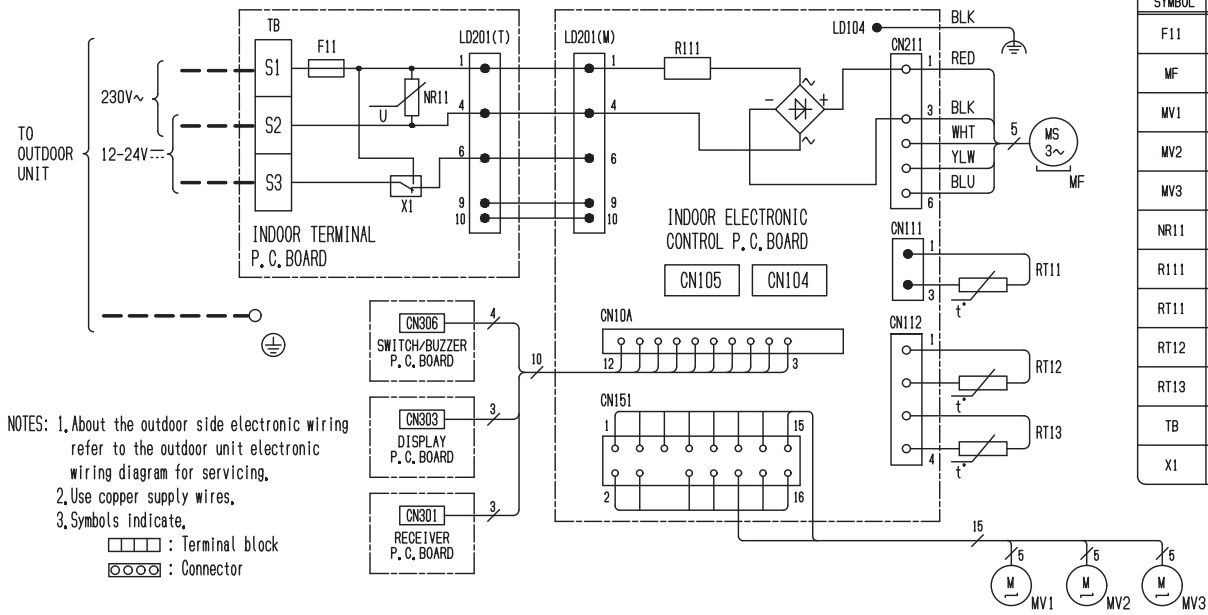 TO
OUTDOOR
UNIT
230V~
12-24V⎓
TB
S1
S2
S3
F11
NR11
U
X1
LD201(T)
1
4
6
9
10
INDOOR TERMINAL
P.C.BOARD
LD201(M)
1
4
6
9
10
R111
~
-
+
~
LD104
BLK
CN211
1
3
6
RED
BLK
WHT
YLW
BLU
5
MS
3~
MF
INDOOR ELECTRONIC
CONTROL P.C.BOARD
CN105
CN104
CN111
1
3
t°
RT11
CN112
1
4
t°
RT12
t°
RT13
CN10A
12
3
10
CN306
SWITCH/BUZZER
P.C.BOARD
4
CN303
DISPLAY
P.C.BOARD
3
CN301
RECEIVER
P.C.BOARD
3
CN151
1
15
2
16
15
5
5
5
M
MV1
M
MV2
M
MV3
NOTES: 1.About the outdoor side electronic wiring
refer to the outdoor unit electronic
wiring diagram for servicing.
2.Use copper supply wires.
3.Symbols indicate.
: Terminal block
: Connector
SYMBOL
F11
MF
MV1
MV2
MV3
NR11
R111
RT11
RT12
RT13
TB
X1